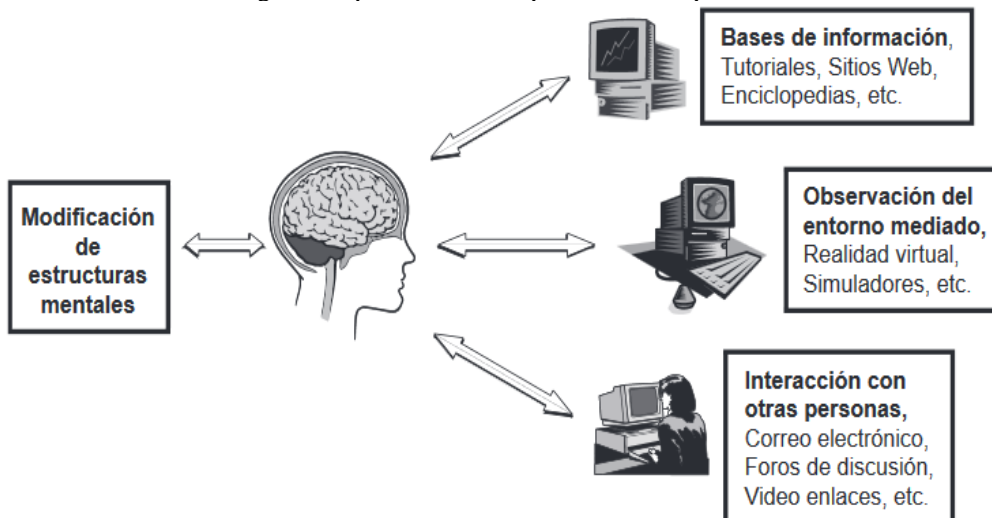 Bases de información,
Tutoriales, Sitios Web,
Enciclopedias, etc.
Modificación
de
estructuras
mentales
Observación del
entorno mediado,
Realidad virtual,
Simuladores, etc.
Interacción con
otras personas,
Correo electrónico,
Foros de discusión,
Video enlaces, etc.